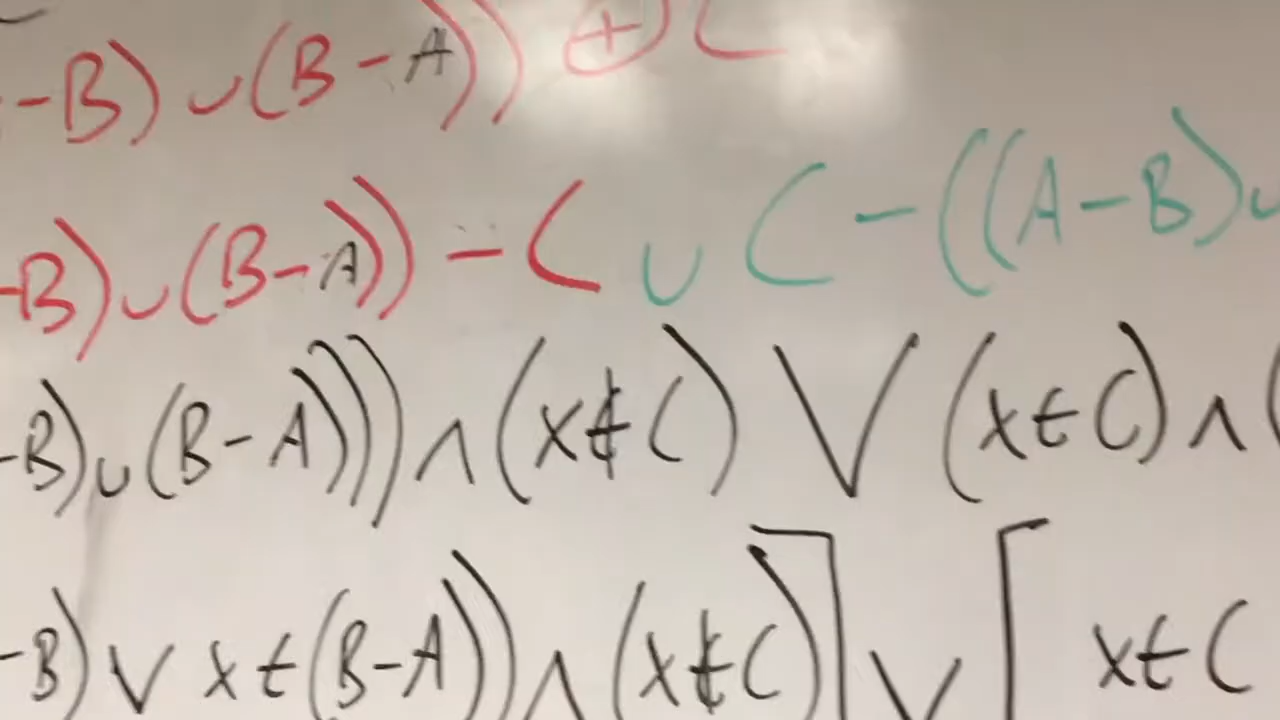 -B) ∪ (B - A)) ⊕ C
-B) ∪ (B - A)) - C ∪ C - ((A - B) ∪
-B) ∪ (B - A))) ∧ (x ∉ C) ∨ (x ∈ C) ∧ (
-B) ∨ x ∈ (B - A)) ∧ (x ∉ C)] ∨ [ x ∈ C